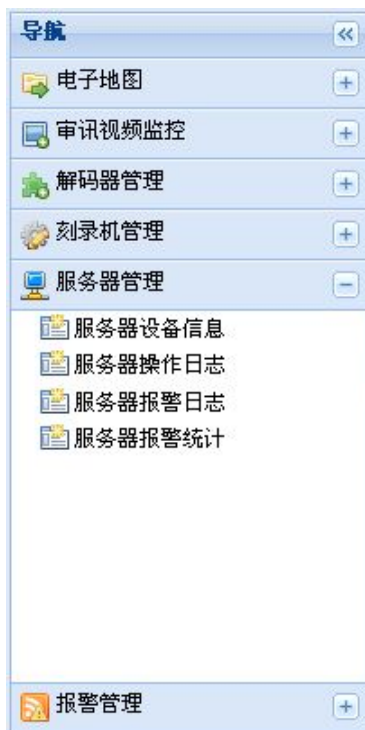 导航
电子地图
审讯视频监控
解码器管理
刻录机管理
服务器管理
服务器设备信息
服务器操作日志
服务器报警日志
服务器报警统计
报警管理